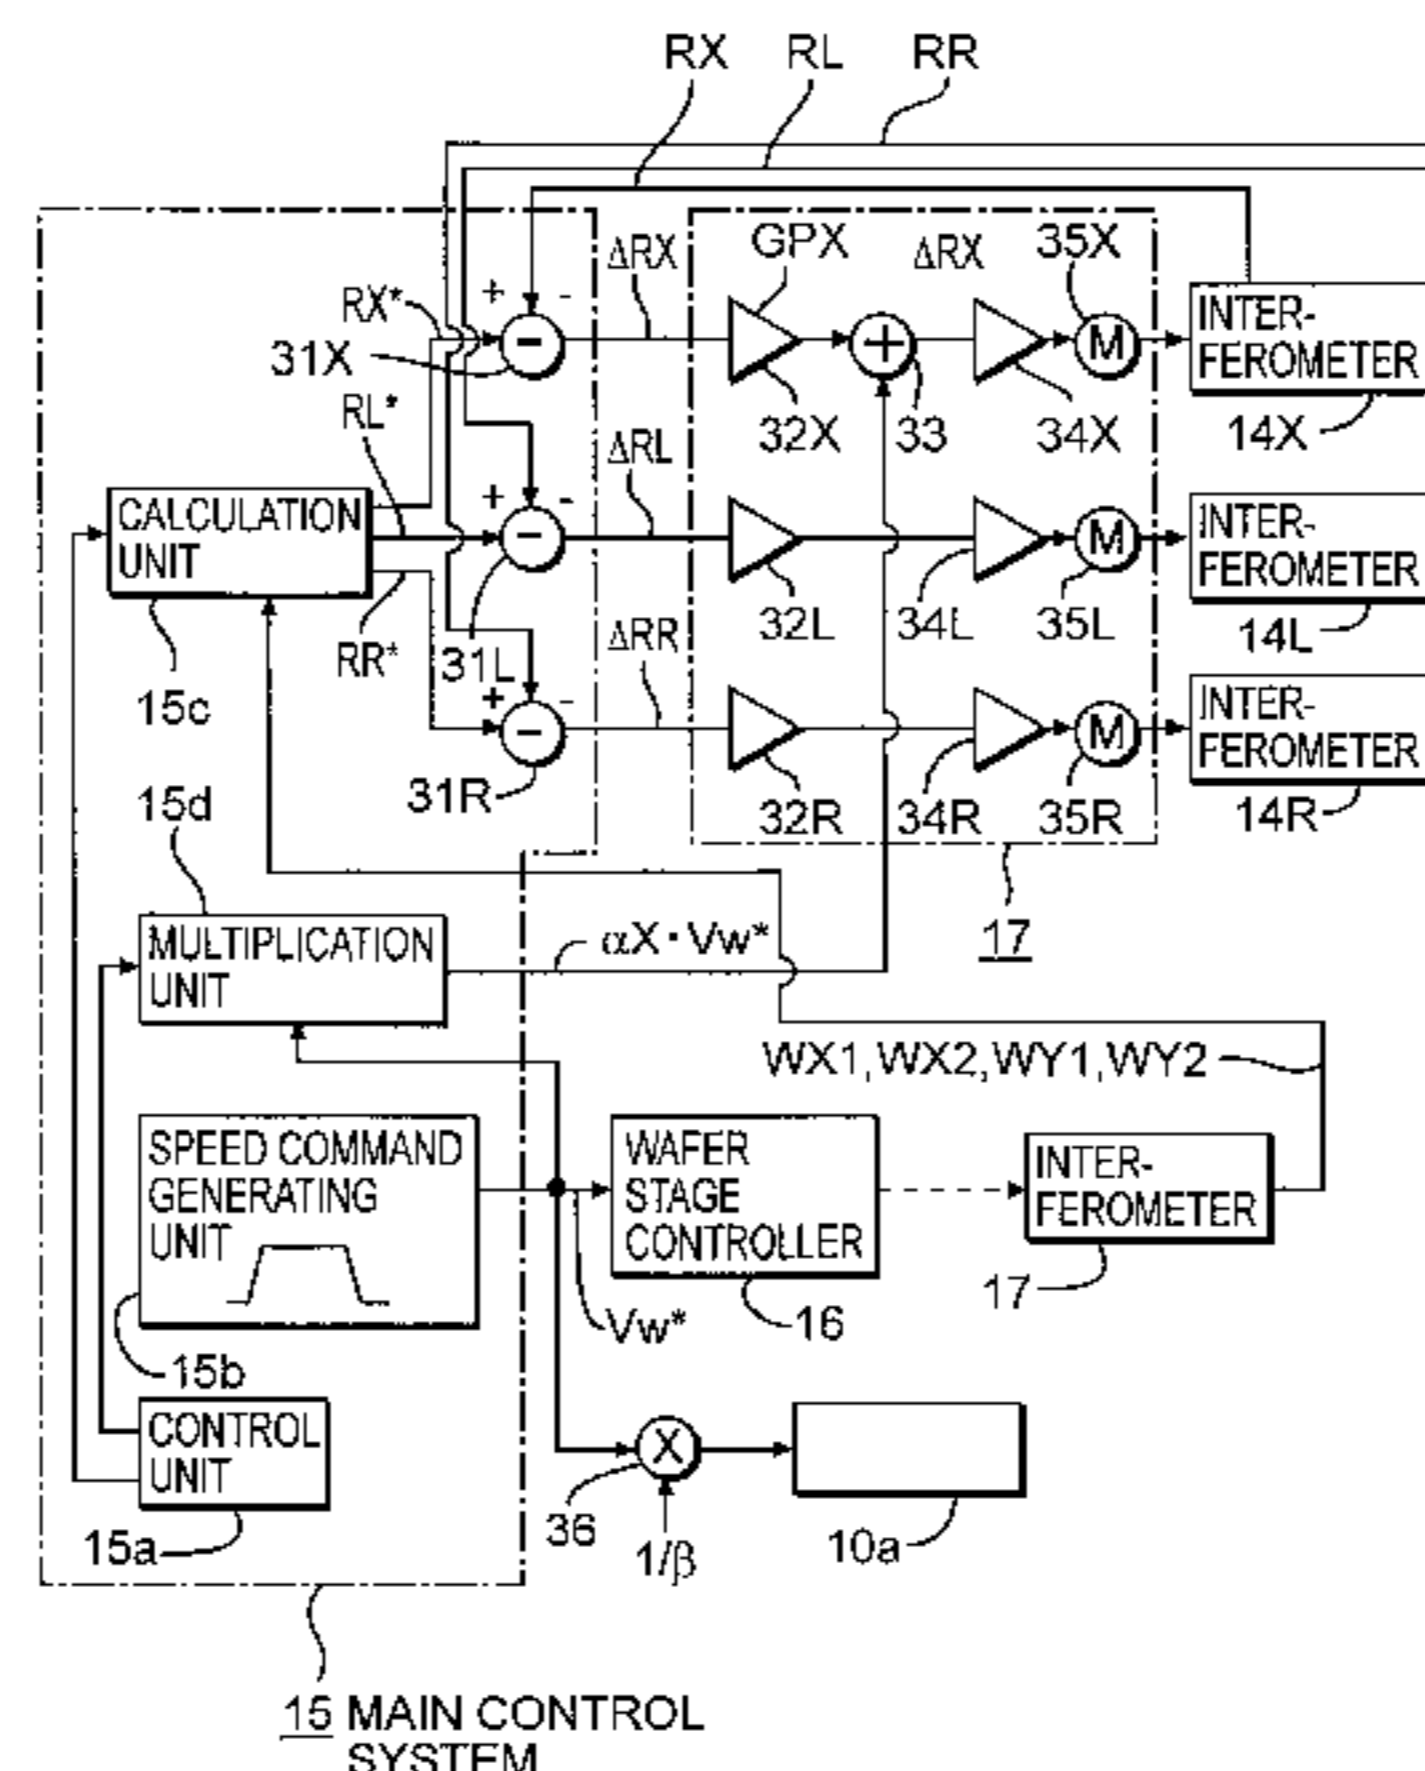 RX RL RR
ΔRX GPX ΔRX 35X
RX* + - - + M INTER-
FEROMETER
31X 32X 33 34X 14X
RL* ΔRL
+ - - M INTER-
FEROMETER
CALCULATION
UNIT
32L 34L 35L 14L
RR* 31L ΔRR
15c + - - M INTER-
FEROMETER
31R 32R 34R 35R 14R
15d
17
MULTIPLICATION
UNIT
αX·Vw*
WX1,WX2,WY1,WY2
SPEED COMMAND
GENERATING
UNIT
WAFER
STAGE
CONTROLLER
INTER-
FEROMETER
17
Vw* 16
15b
CONTROL
UNIT
X
15a 36 1/β 10a
15 MAIN CONTROL
SYSTEM